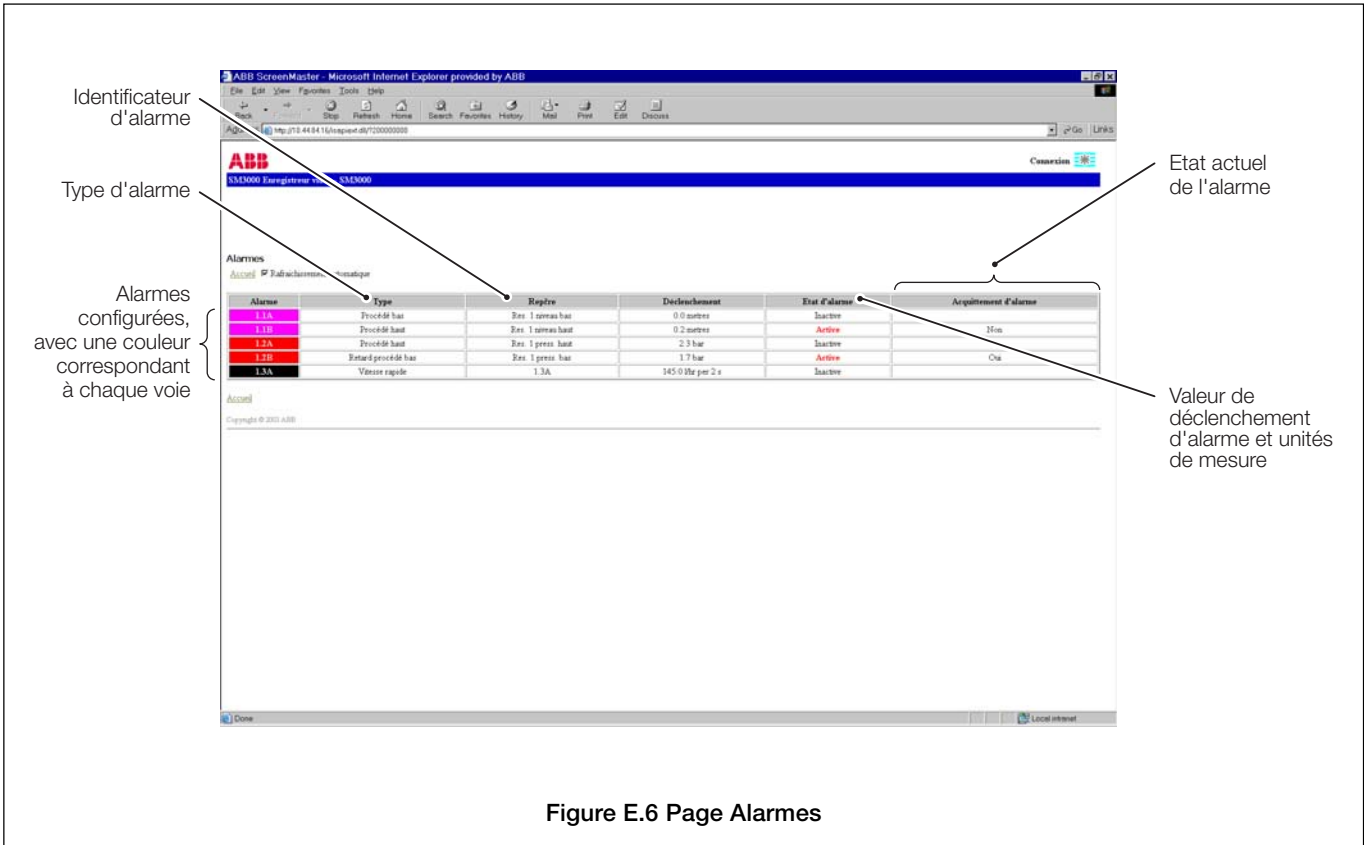 ABB ScreenMaster - Microsoft Internet Explorer provided by ABB
File Edit View Favorites Tools Help
Back Stop Refresh Home Search Favorites History Mail Print Edit Discuss
Go Links
ABB
Connexion
SM3000 Enregistreur SM3000
Identificateur
d'alarme
Type d'alarme
Alarmes
configurées,
avec une couleur
correspondant
à chaque voie
Etat actuel
de l'alarme
Valeur de
déclenchement
d'alarme et unités
de mesure
Alarmes
Accueil
Alarme Type Repère Déclenchement Etat d'alarme Acquittement d'alarme
1.1A Procédé bas Res. 1 niveau bas 0.0 metres Inactive
1.1B Procédé haut Res. 1 niveau haut 0.2 metres Active Non
1.2A Procédé haut Res. 1 press. haut 2.3 bar Inactive
1.2B Retard procédé bas Res. 1 press. bas 1.7 bar Active Oui
1.3A Vitesse rapide 1.3A 145.0 l/hr per 2 s Inactive
Accueil
Copyright © ABB
Done Local intranet
Figure E.6 Page Alarmes